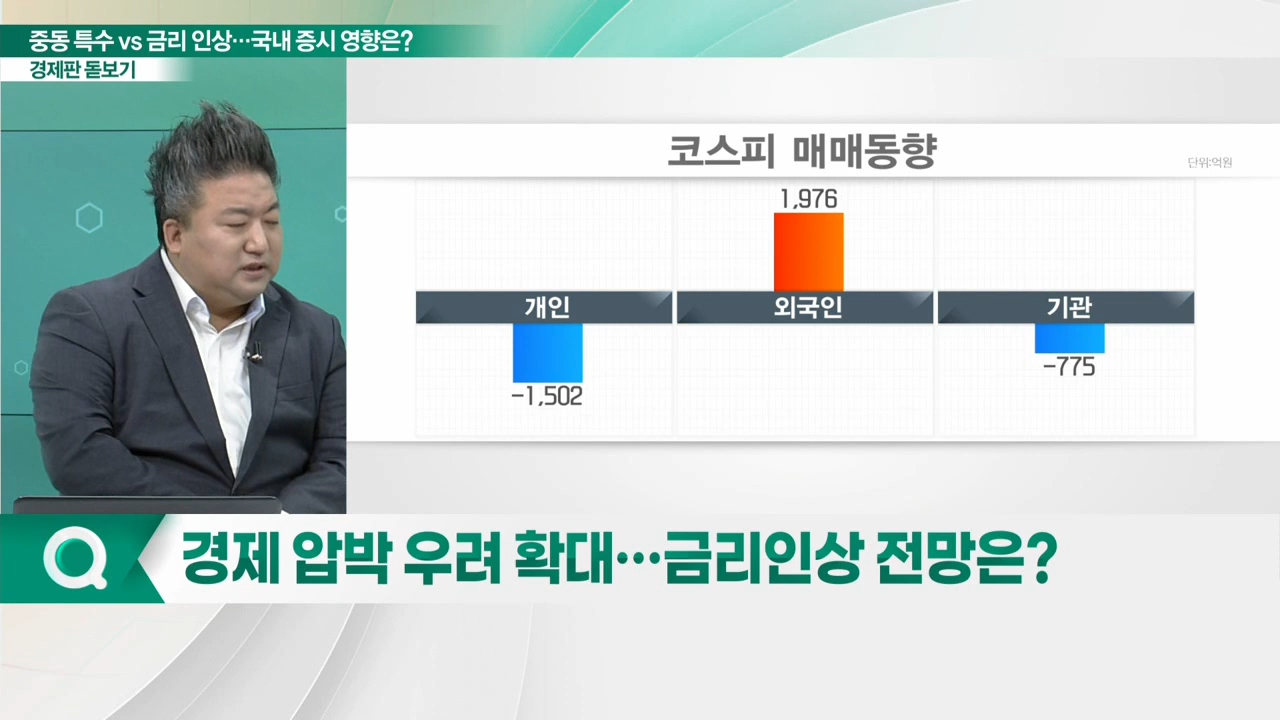 중동 특수 vs 금리 인상…국내 증시 영향은?
경제판 돋보기
코스피 매매동향
단위:억원
1,976
개인
외국인
기관
-1,502
-775
경제 압박 우려 확대…금리인상 전망은?